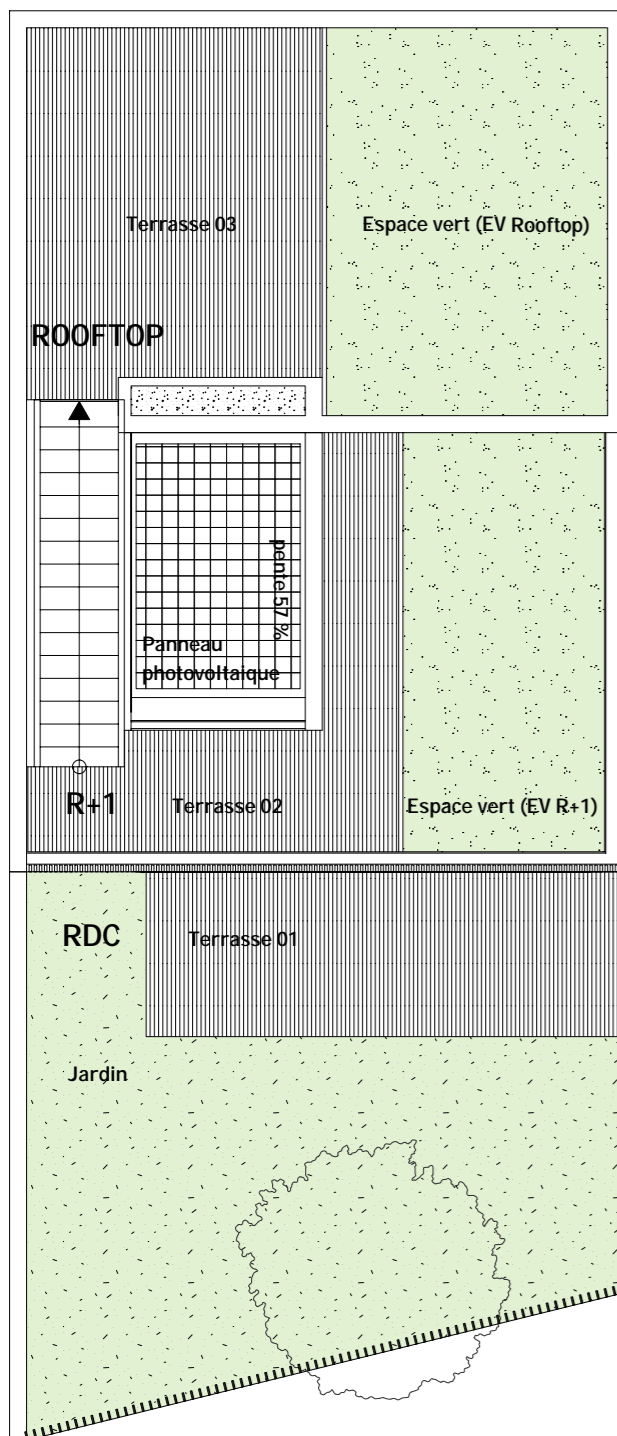 Terrasse 03
Espace vert (EV Rooftop)
ROOFTOP
pente 57 %
Panneau
photovoltaique
R+1
Terrasse 02
Espace vert (EV R+1)
RDC
Terrasse 01
Jardin